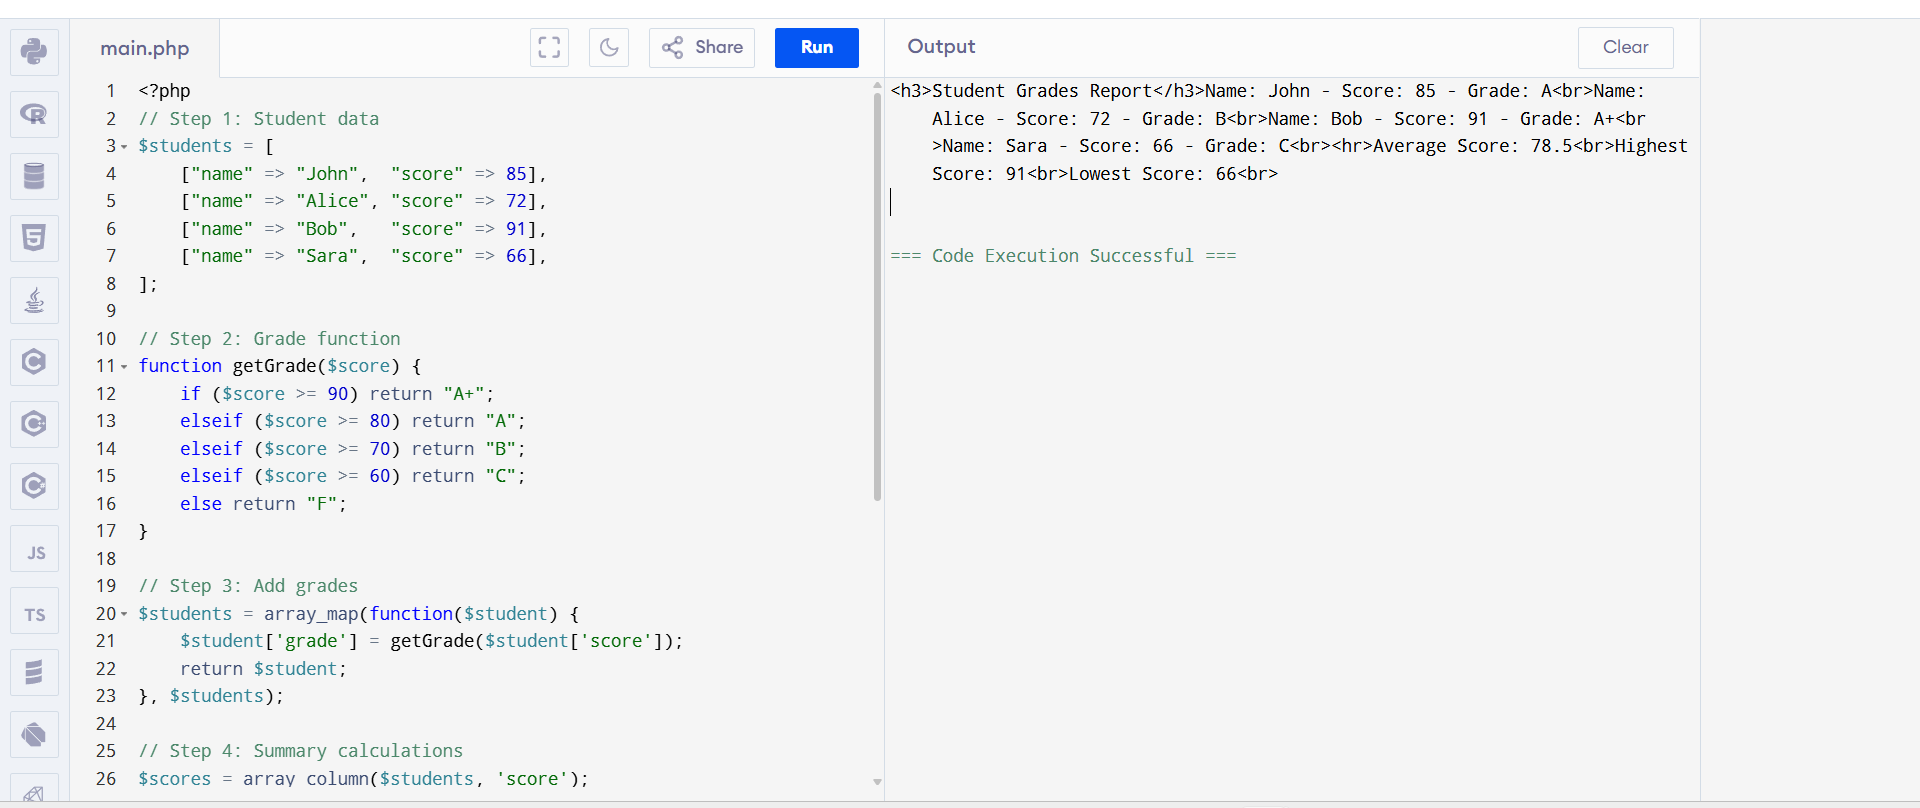 main.php
Share
Run
Output
Clear
1 <?php
2 // Step 1: Student data
3 $students = [
4     ["name" => "John",  "score" => 85],
5     ["name" => "Alice", "score" => 72],
6     ["name" => "Bob",   "score" => 91],
7     ["name" => "Sara",  "score" => 66],
8 ];
9
10 // Step 2: Grade function
11 function getGrade($score) {
12     if ($score >= 90) return "A+";
13     elseif ($score >= 80) return "A";
14     elseif ($score >= 70) return "B";
15     elseif ($score >= 60) return "C";
16     else return "F";
17 }
18
19 // Step 3: Add grades
20 $students = array_map(function($student) {
21     $student['grade'] = getGrade($student['score']);
22     return $student;
23 }, $students);
24
25 // Step 4: Summary calculations
26 $scores = array_column($students, 'score');
<h3>Student Grades Report</h3>Name: John - Score: 85 - Grade: A<br>Name:
Alice - Score: 72 - Grade: B<br>Name: Bob - Score: 91 - Grade: A+<br
>Name: Sara - Score: 66 - Grade: C<br><hr>Average Score: 78.5<br>Highest
Score: 91<br>Lowest Score: 66<br>
=== Code Execution Successful ===
R
5
C
C
C
JS
TS